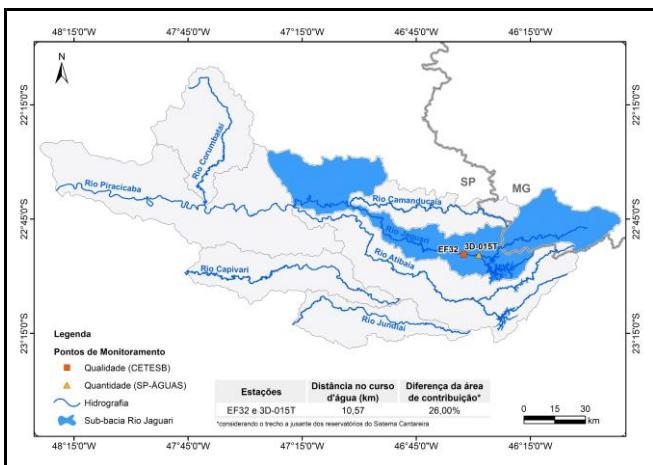 48°15'0"W 47°45'0"W 47°15'0"W 46°45'0"W 46°15'0"W
N
22°15'0"S 22°15'0"S
Rio Corumbataí
SP MG
Rio Piracicaba
Rio Camanducaia
22°45'0"S 22°45'0"S
Rio Jaguari
EF32 3D-015T
Rio Atibaia
Rio Capivari
Rio Jundiaí
23°15'0"S 23°15'0"S
Legenda
Pontos de Monitoramento
Qualidade (CETESB)
Quantidade (SP-ÁGUAS)
Hidrografia
Sub-bacia Rio Jaguari
Estações Distância no curso d'água (km) Diferença da área de contribuição*
EF32 e 3D-015T 10,57 26,00%
*considerando o trecho a jusante dos reservatórios do Sistema Cantareira
0 15 30
km
48°15'0"W 47°45'0"W 47°15'0"W 46°45'0"W 46°15'0"W